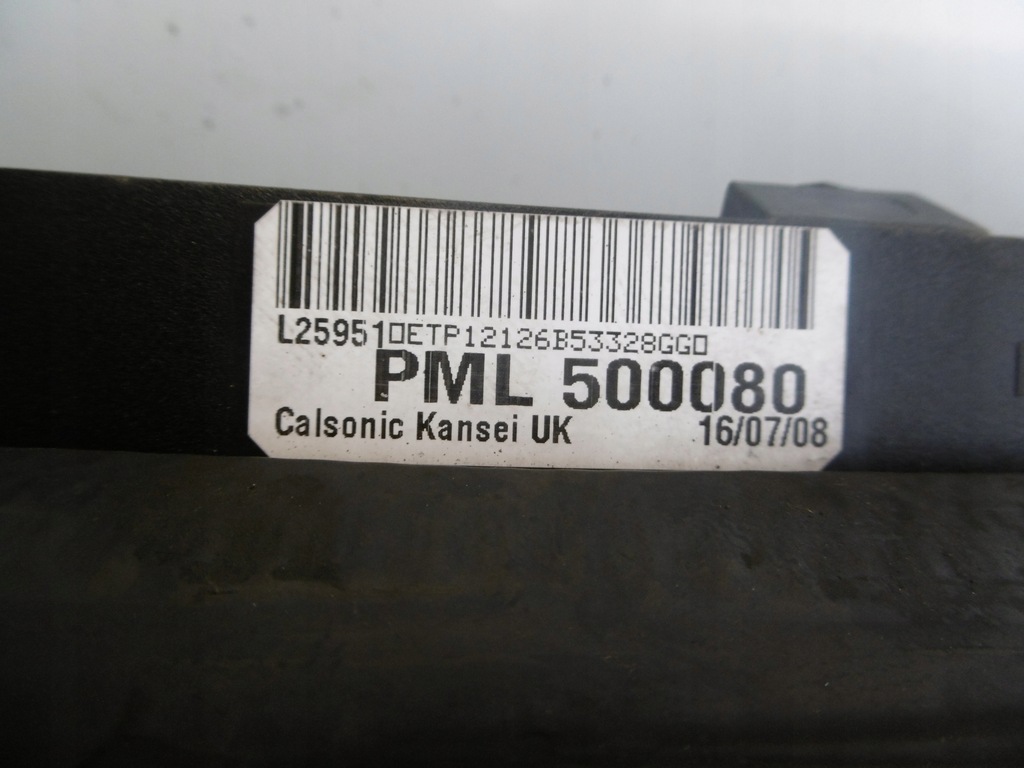 L25951▯ETP12126B53328GG▯
PML 500080
Calsonic Kansei UK 16/07/08